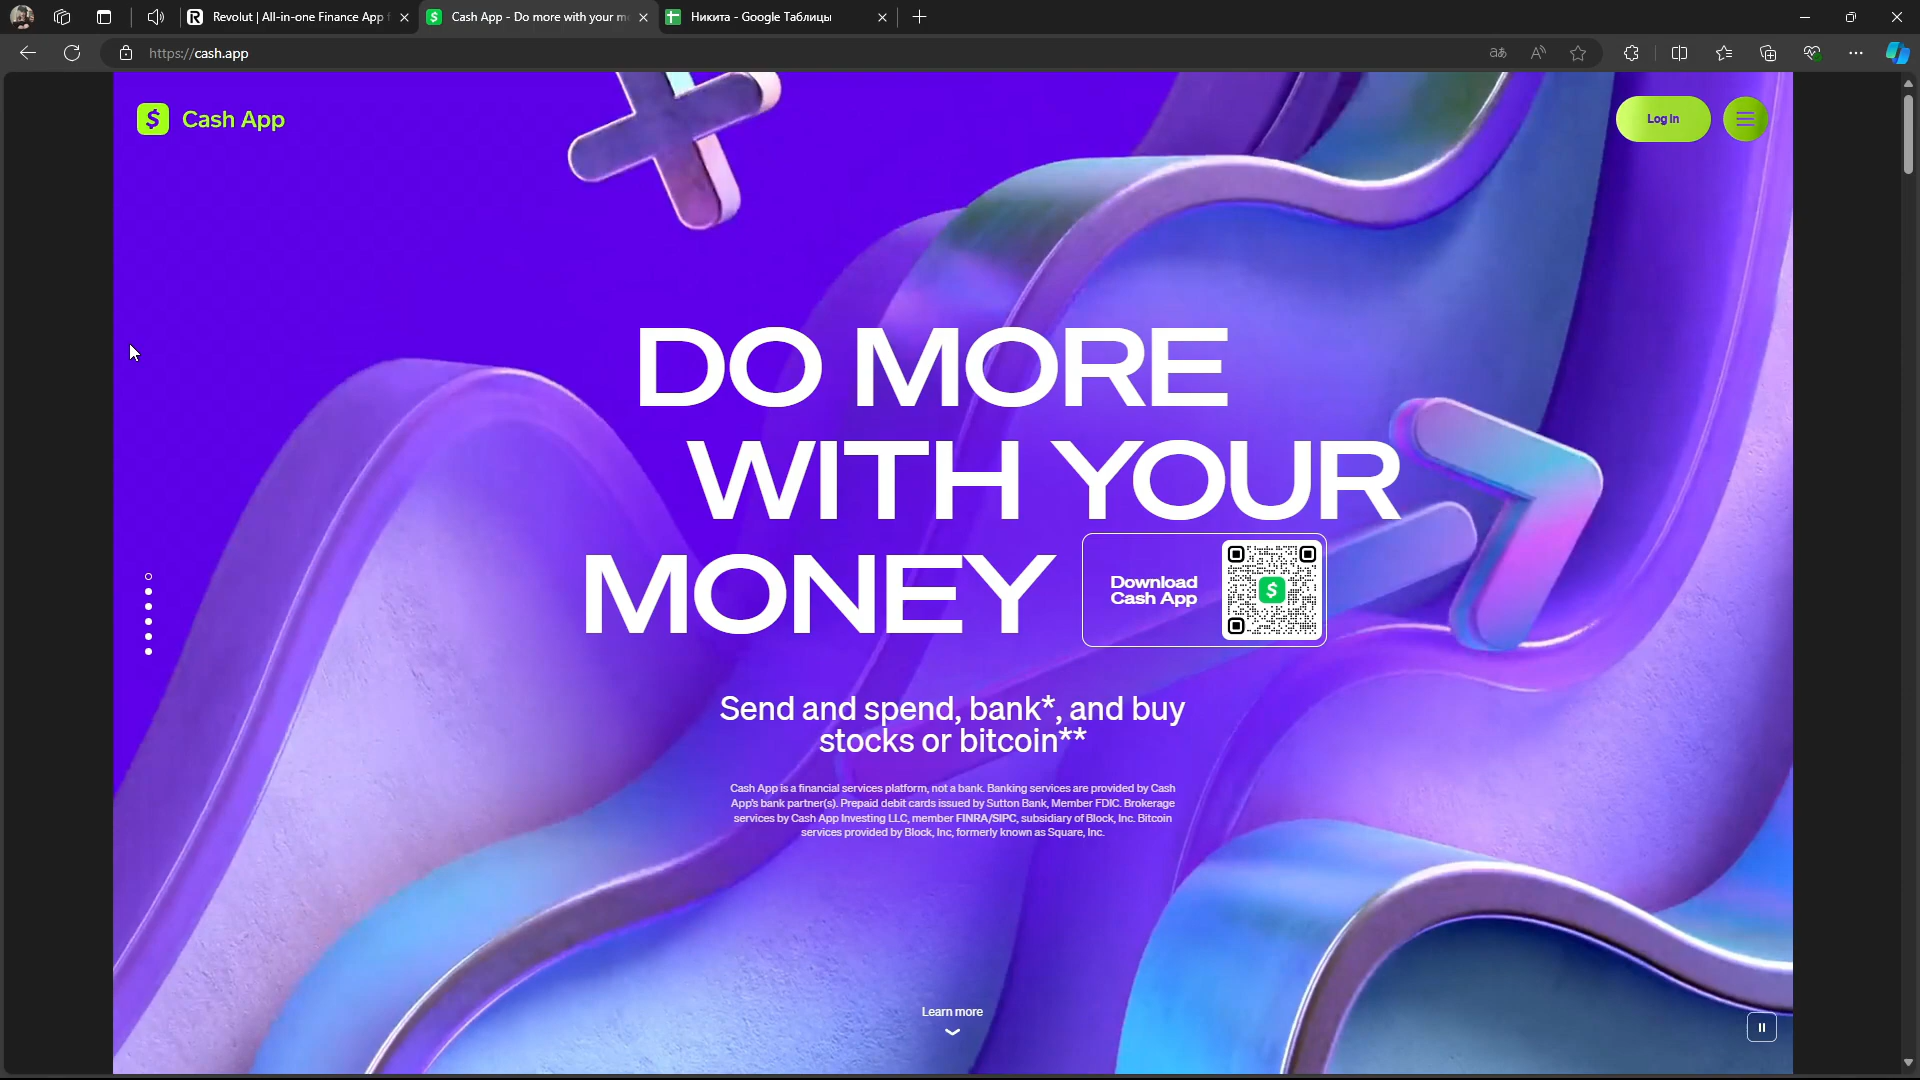 Revolut | All-in-one Finance App f
Cash App - Do more with your m
Никита - Google Таблицы
https://cash.app
Cash App
Log In
DO MORE
WITH YOUR
MONEY
Download
Cash App
Send and spend, bank*, and buy
stocks or bitcoin**
Cash App is a financial services platform, not a bank. Banking services are provided by Cash
App's bank partner(s). Prepaid debit cards issued by Sutton Bank, Member FDIC. Brokerage
services by Cash App Investing LLC, member FINRA/SIPC, subsidiary of Block, Inc. Bitcoin
services provided by Block, Inc, formerly known as Square, Inc.
Learn more